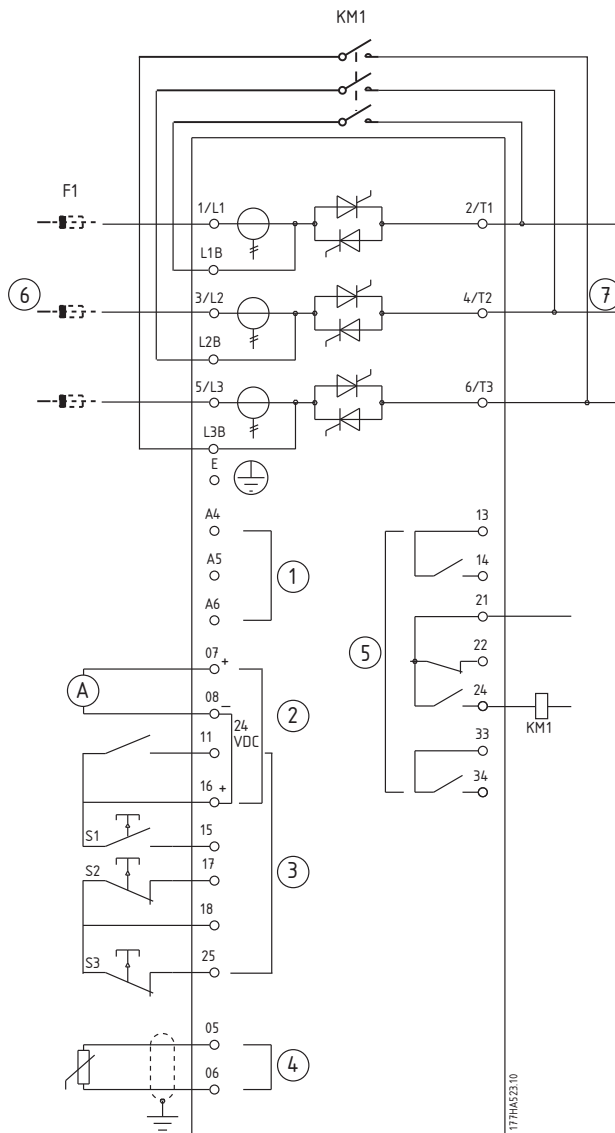 KM1
F1
1/L1
2/T1
L1B
6
3/L2
4/T2
7
L2B
5/L3
6/T3
L3B
E
A4
13
A5
1
14
A6
21
5
22
07 +
A
08 –
2
24
24 VDC
KM1
11
33
16 +
34
S1
15
S2
17
3
18
S3
25
05
4
06
177HA523.10